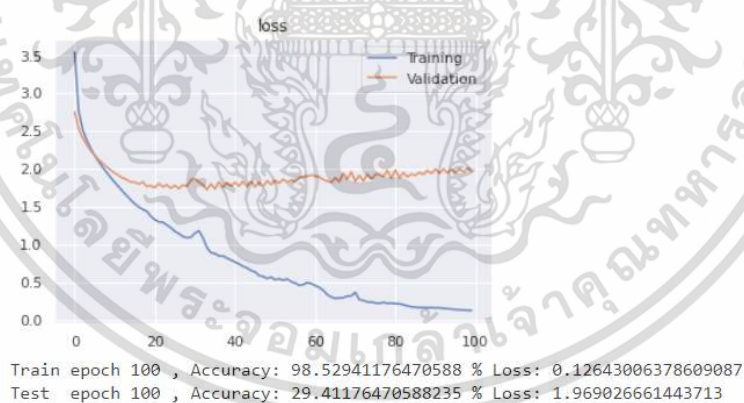 loss
Training
Validation
3.5
3.0
2.5
2.0
1.5
1.0
0.5
0.0
0 20 40 60 80 100
Train epoch 100 , Accuracy: 98.52941176470588 % Loss: 0.12643006378609087
Test epoch 100 , Accuracy: 29.41176470588235 % Loss: 1.969026661443713